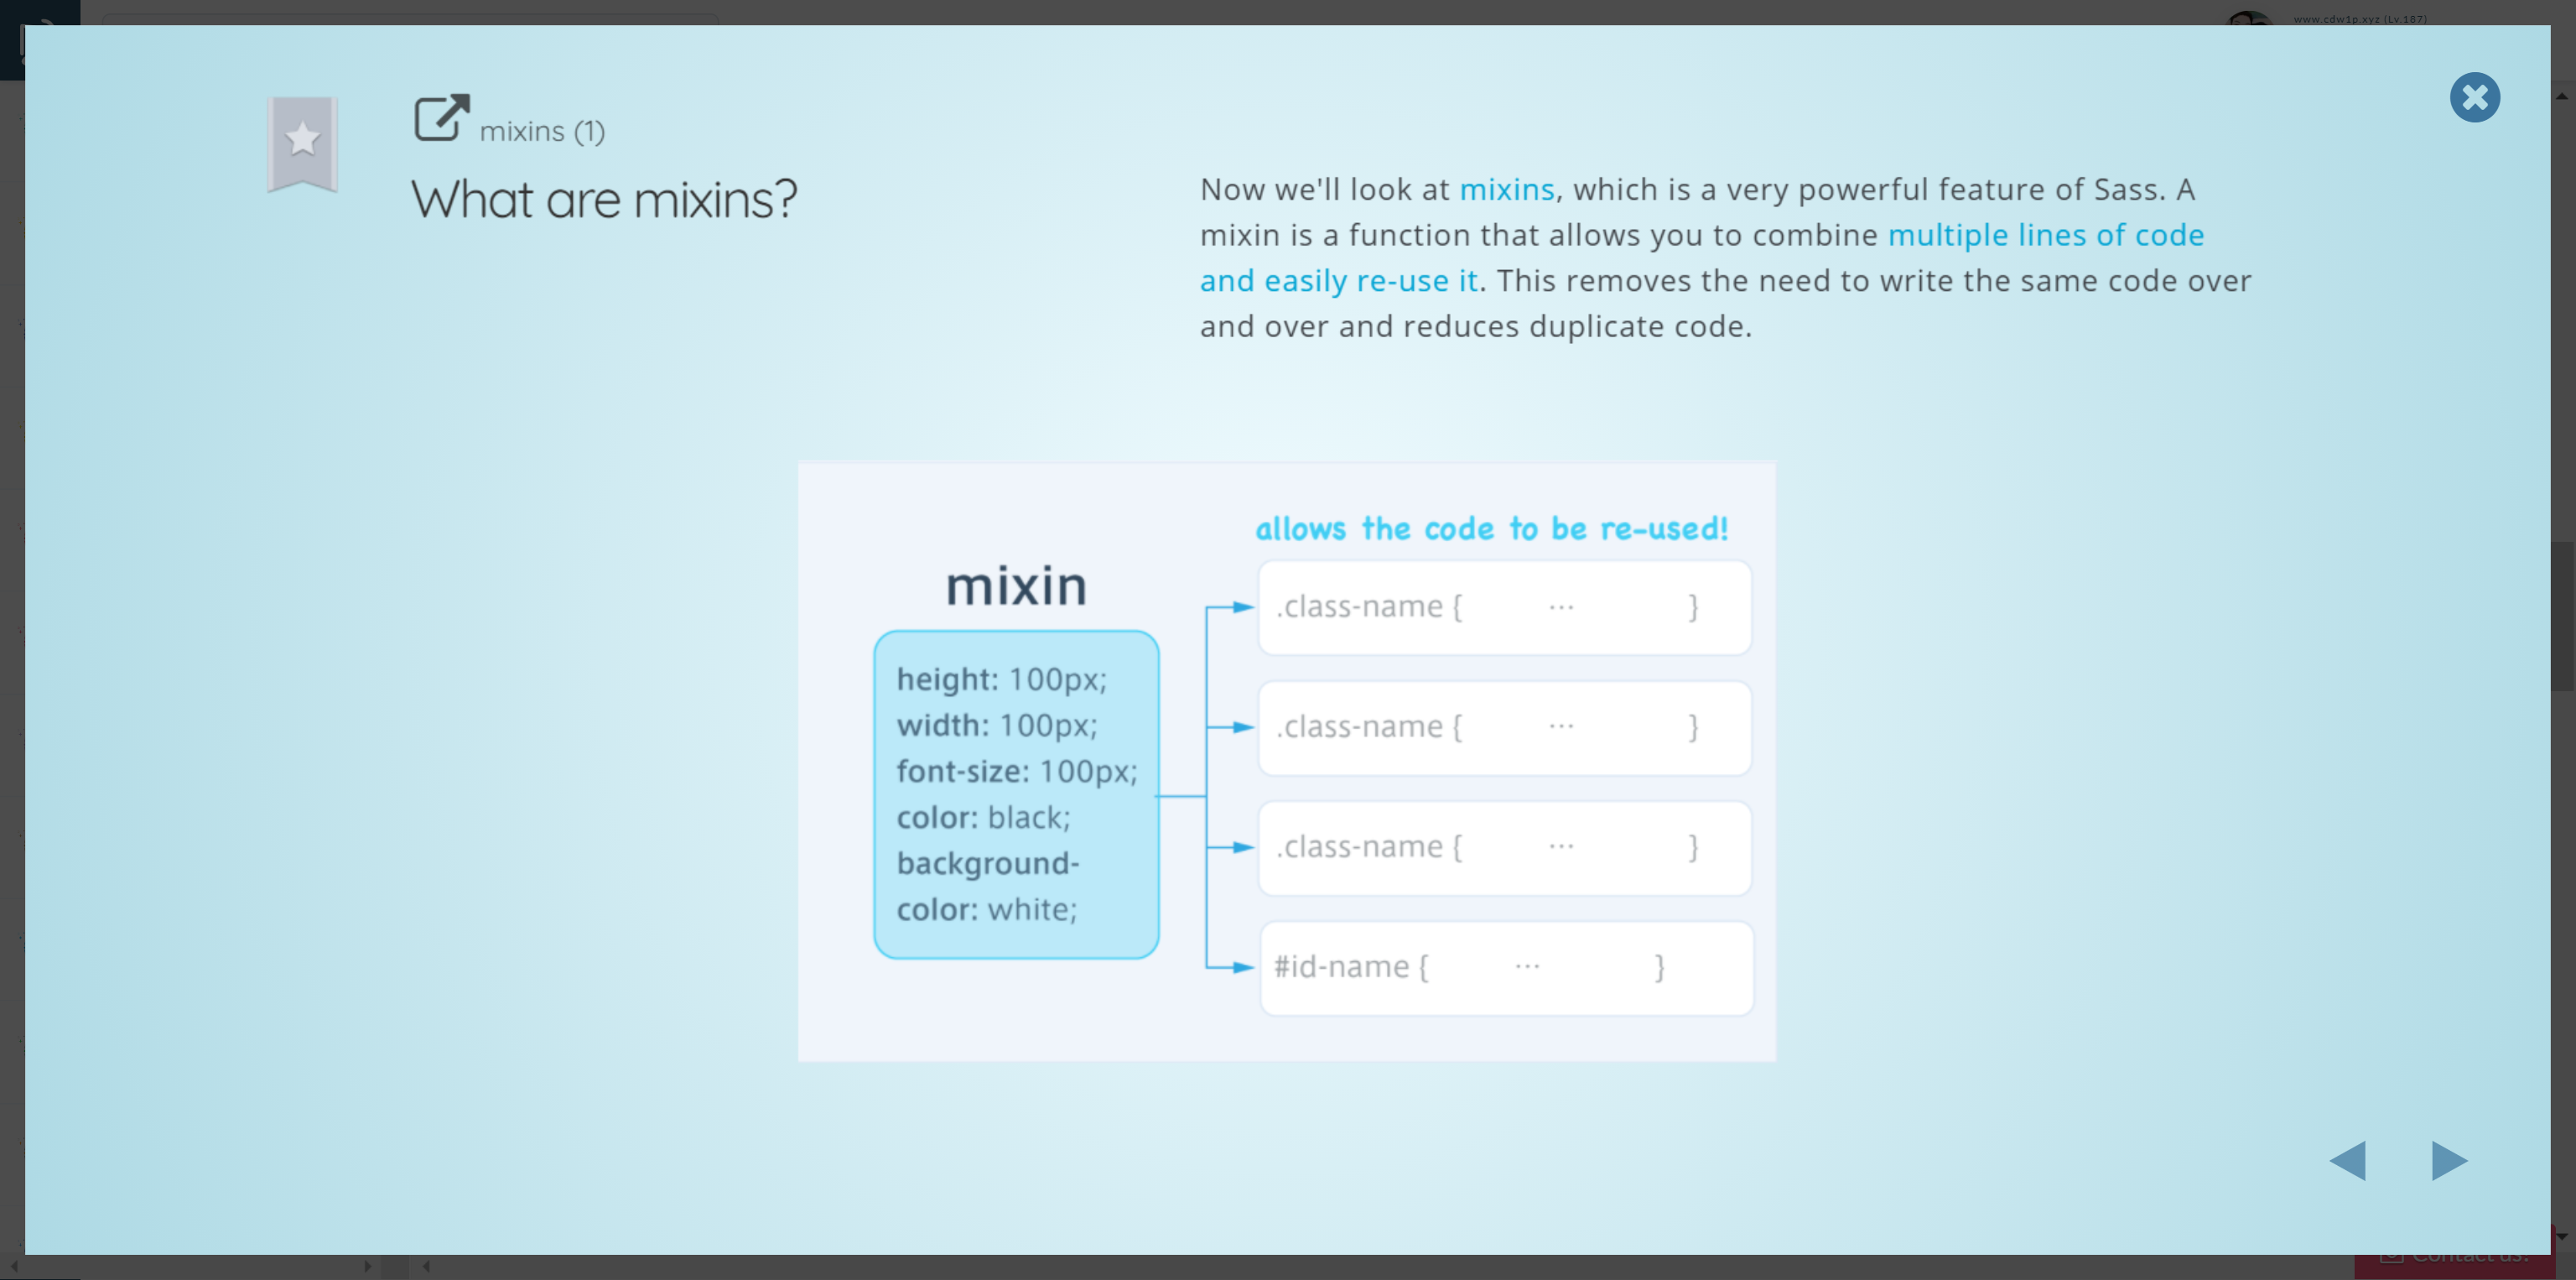 www.cdw1p.xyz (Lv.187)
mixins (1)
What are mixins?
Now we'll look at mixins, which is a very powerful feature of Sass. A
mixin is a function that allows you to combine multiple lines of code
and easily re-use it. This removes the need to write the same code over
and over and reduces duplicate code.
allows the code to be re-used!
mixin
height: 100px;
width: 100px;
font-size: 100px;
color: black;
background-
color: white;
.class-name { ... }
.class-name { ... }
.class-name { ... }
#id-name { ... }
Contact us!